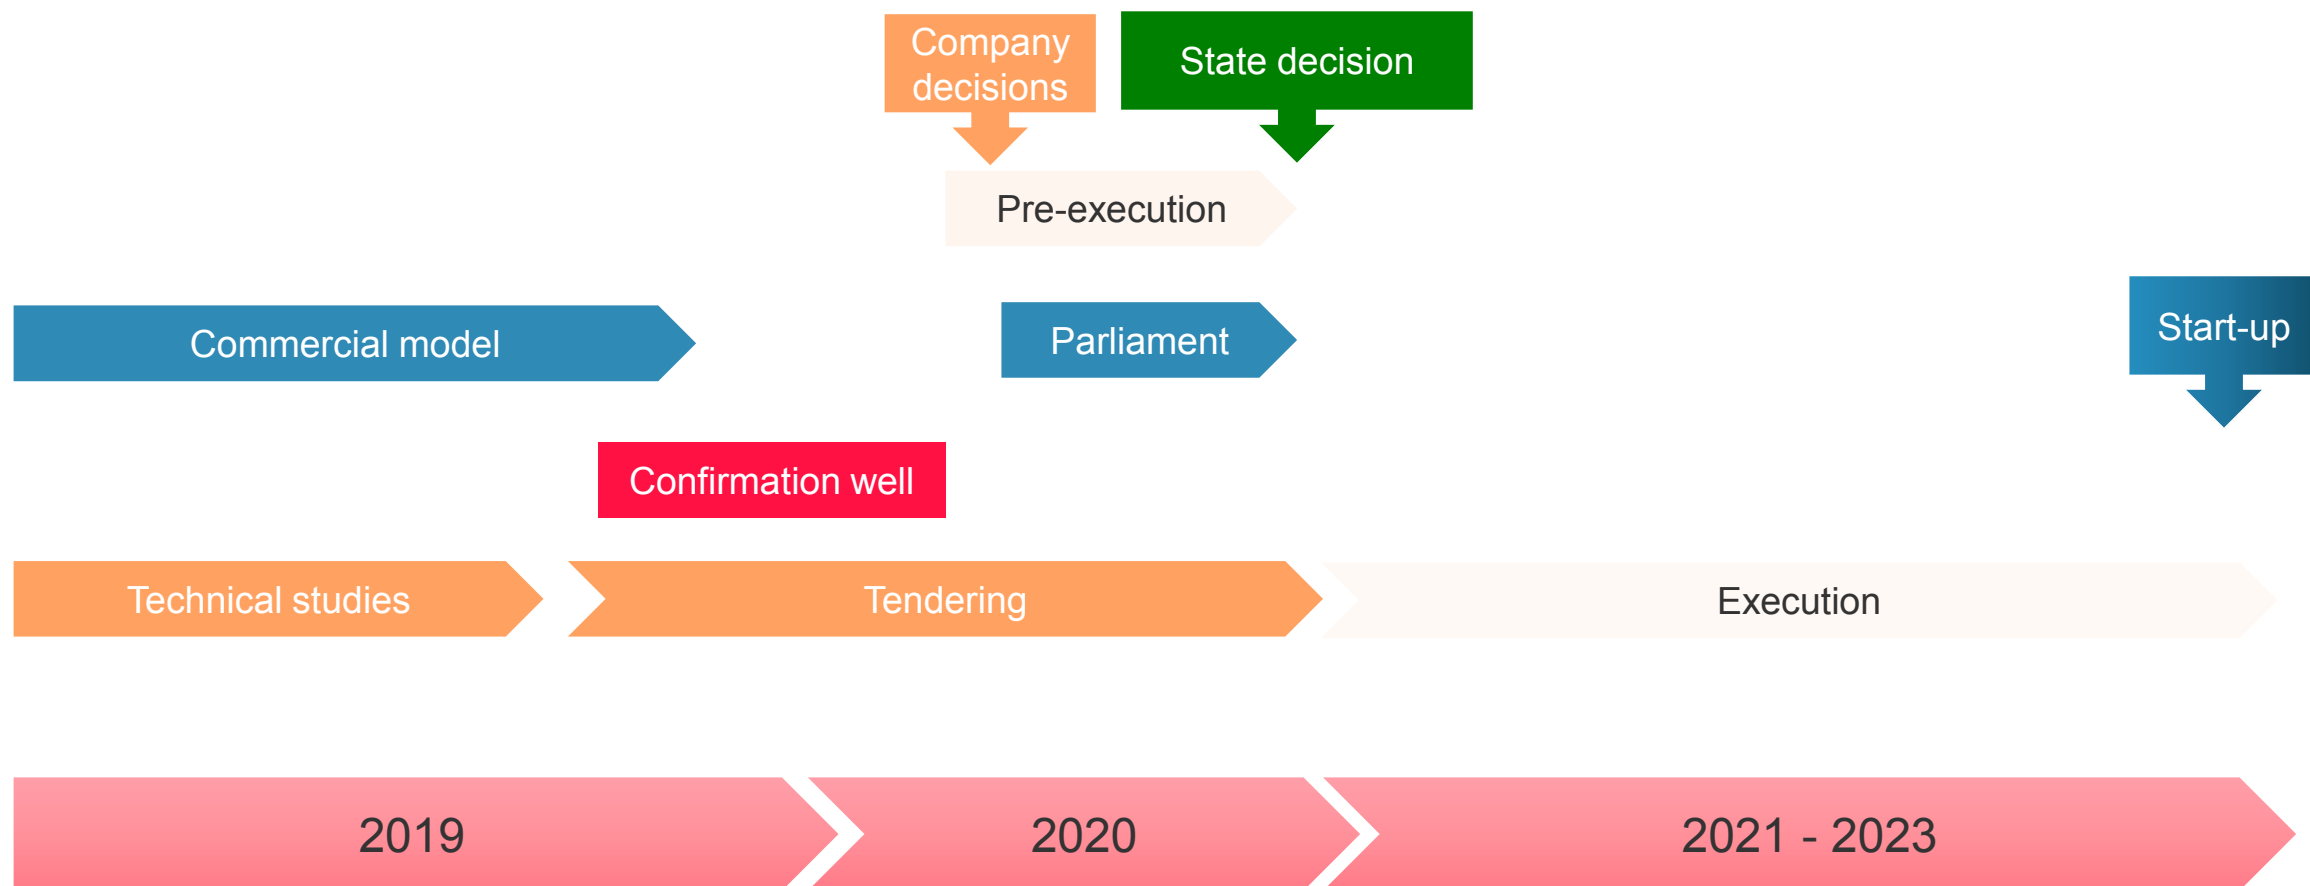 Company
decisions
State decision
Pre-execution
Commercial model
Parliament
Start-up
Confirmation well
Technical studies
Tendering
Execution
2019
2020
2021 - 2023